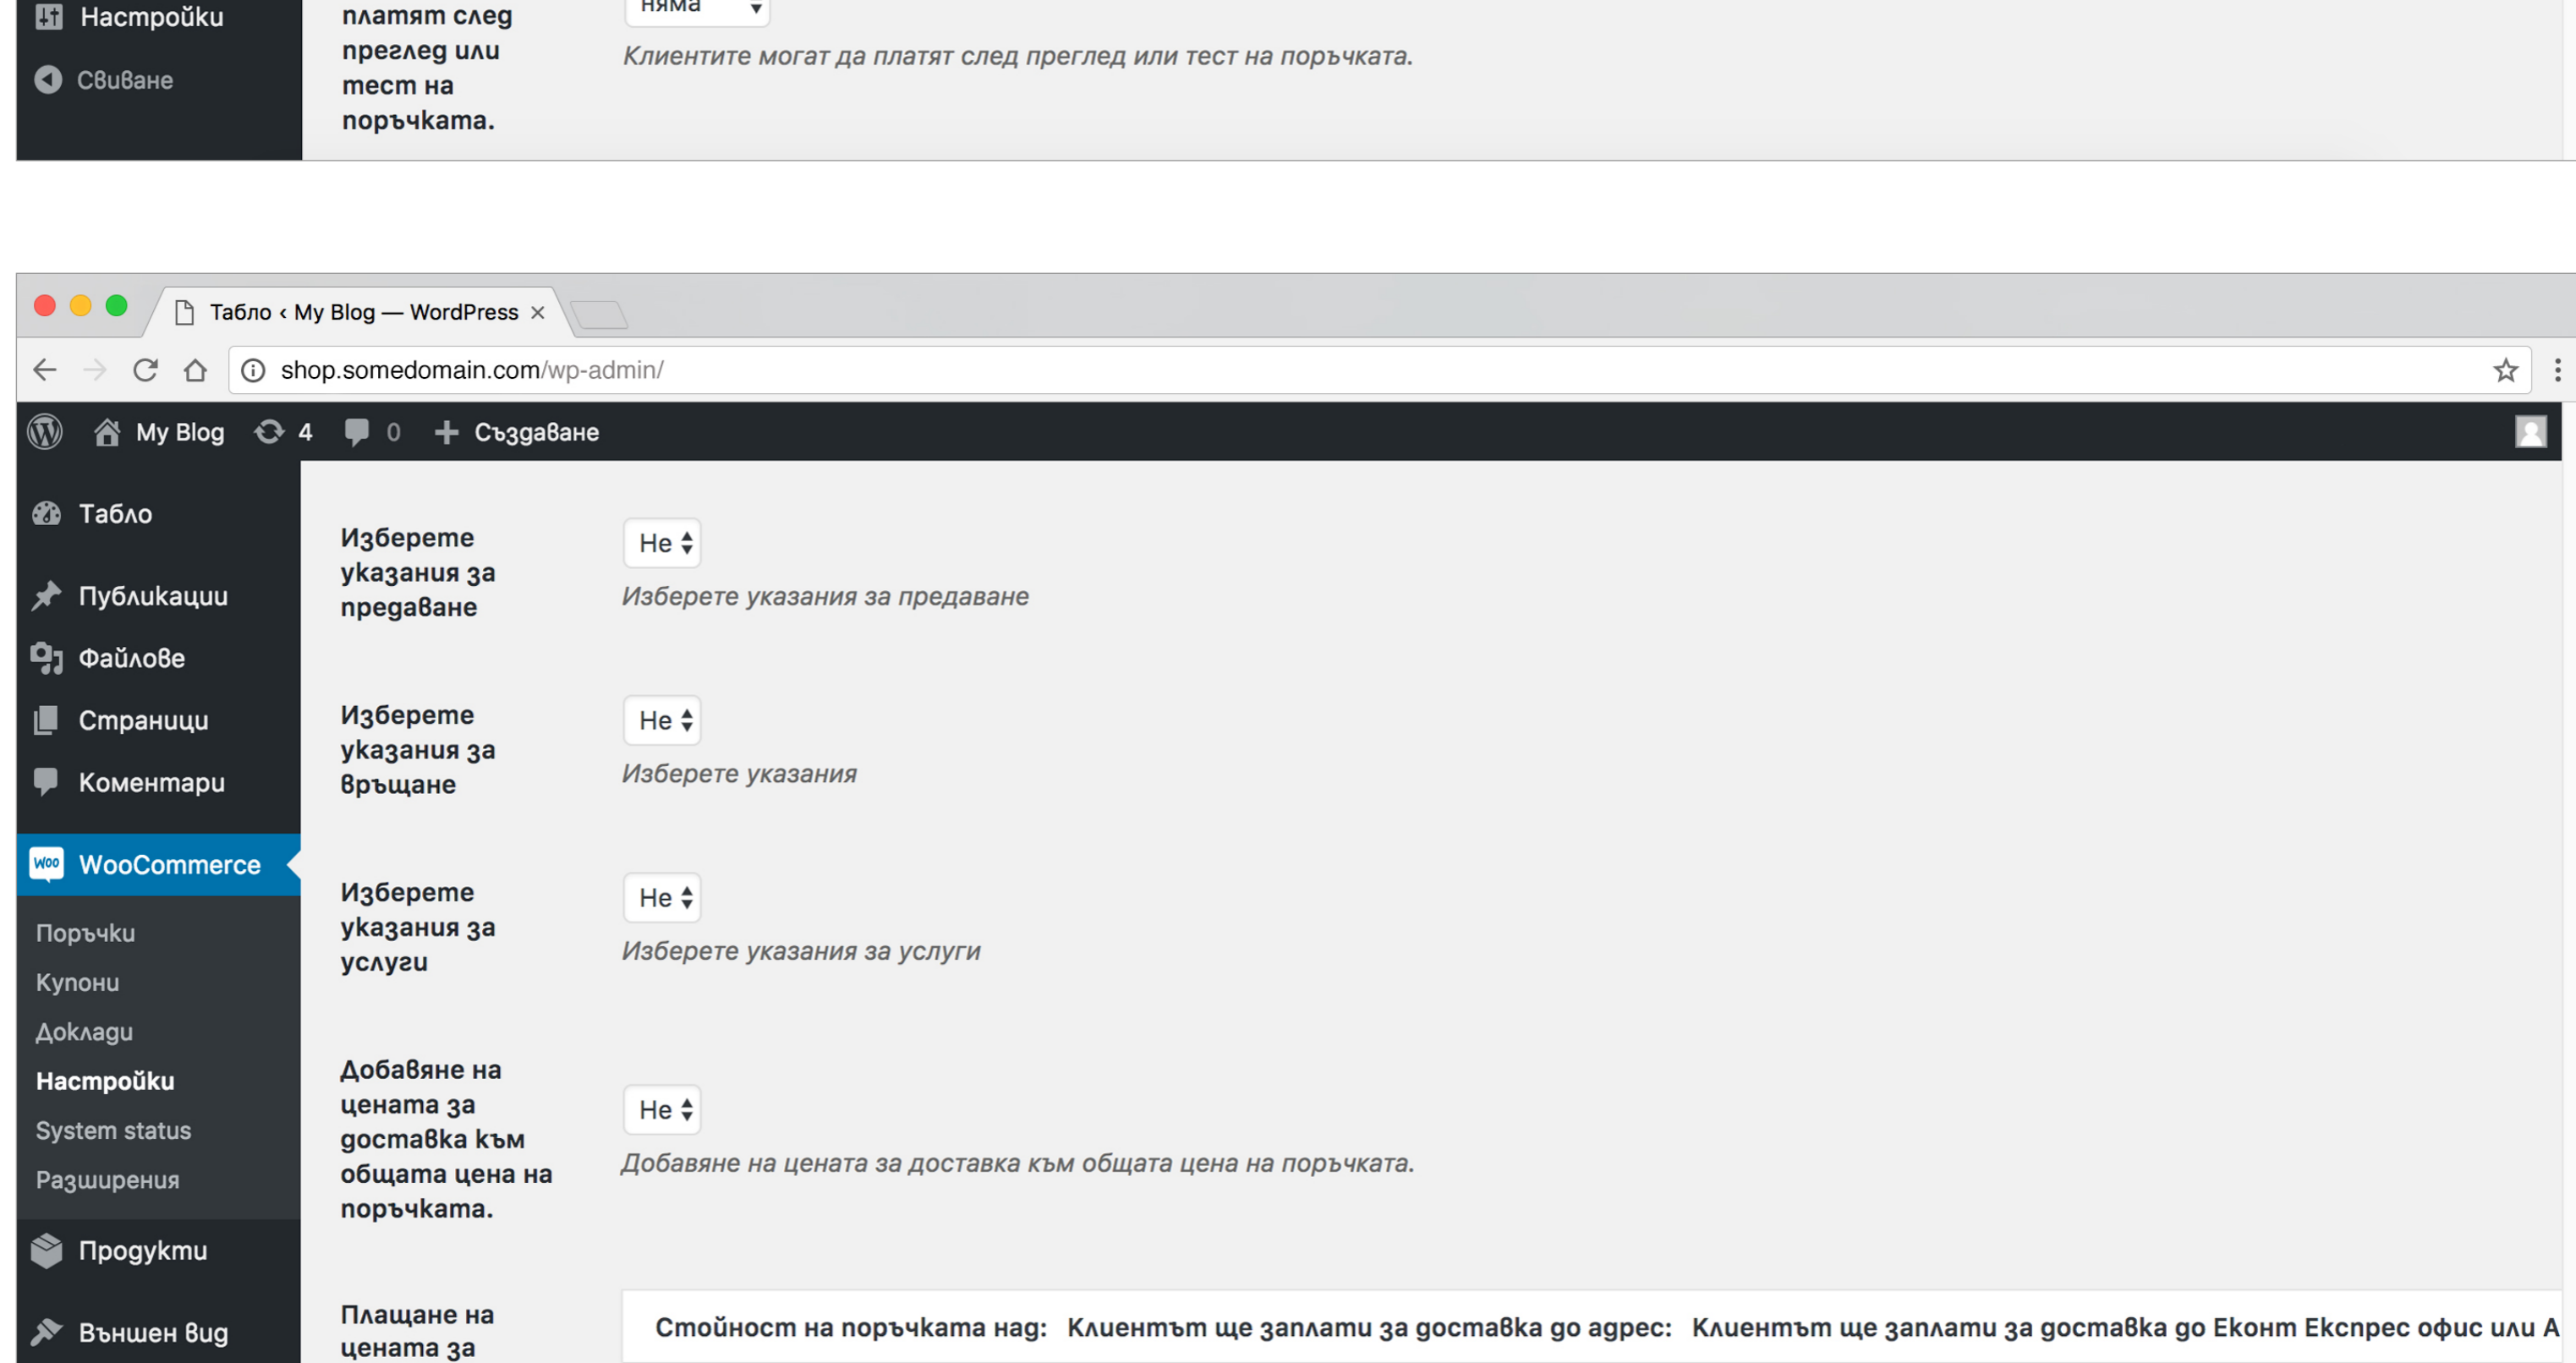 Настройки
Свиване
платят след
преглед или
тест на
поръчката.
няма
Клиентите могат да платят след преглед или тест на поръчката.
Табло ‹ My Blog — WordPress
shop.somedomain.com/wp-admin/
My Blog 4 0 Създаване
Табло
Публикации
Файлове
Страници
Коментари
Woo WooCommerce
Поръчки
Купони
Доклади
Настройки
System status
Разширения
Продукти
Външен вид
Изберете
указания за
предаване
Не
Изберете указания за предаване
Изберете
указания за
връщане
Не
Изберете указания
Изберете
указания за
услуги
Не
Изберете указания за услуги
Добавяне на
цената за
доставка към
общата цена на
поръчката.
Не
Добавяне на цената за доставка към общата цена на поръчката.
Плащане на
цената за
Стойност на поръчката над: Клиентът ще заплати за доставка до адрес: Клиентът ще заплати за доставка до Еконт Експрес офис или А